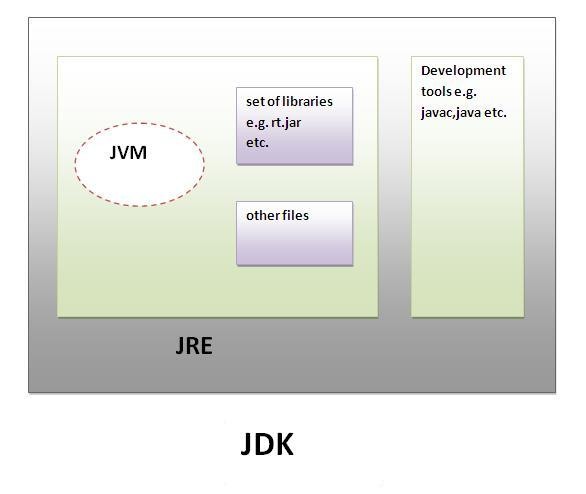 JVM
set of libraries
e.g. rt.jar
etc.
other files
Development
tools e.g.
javac,java etc.
JRE
JDK